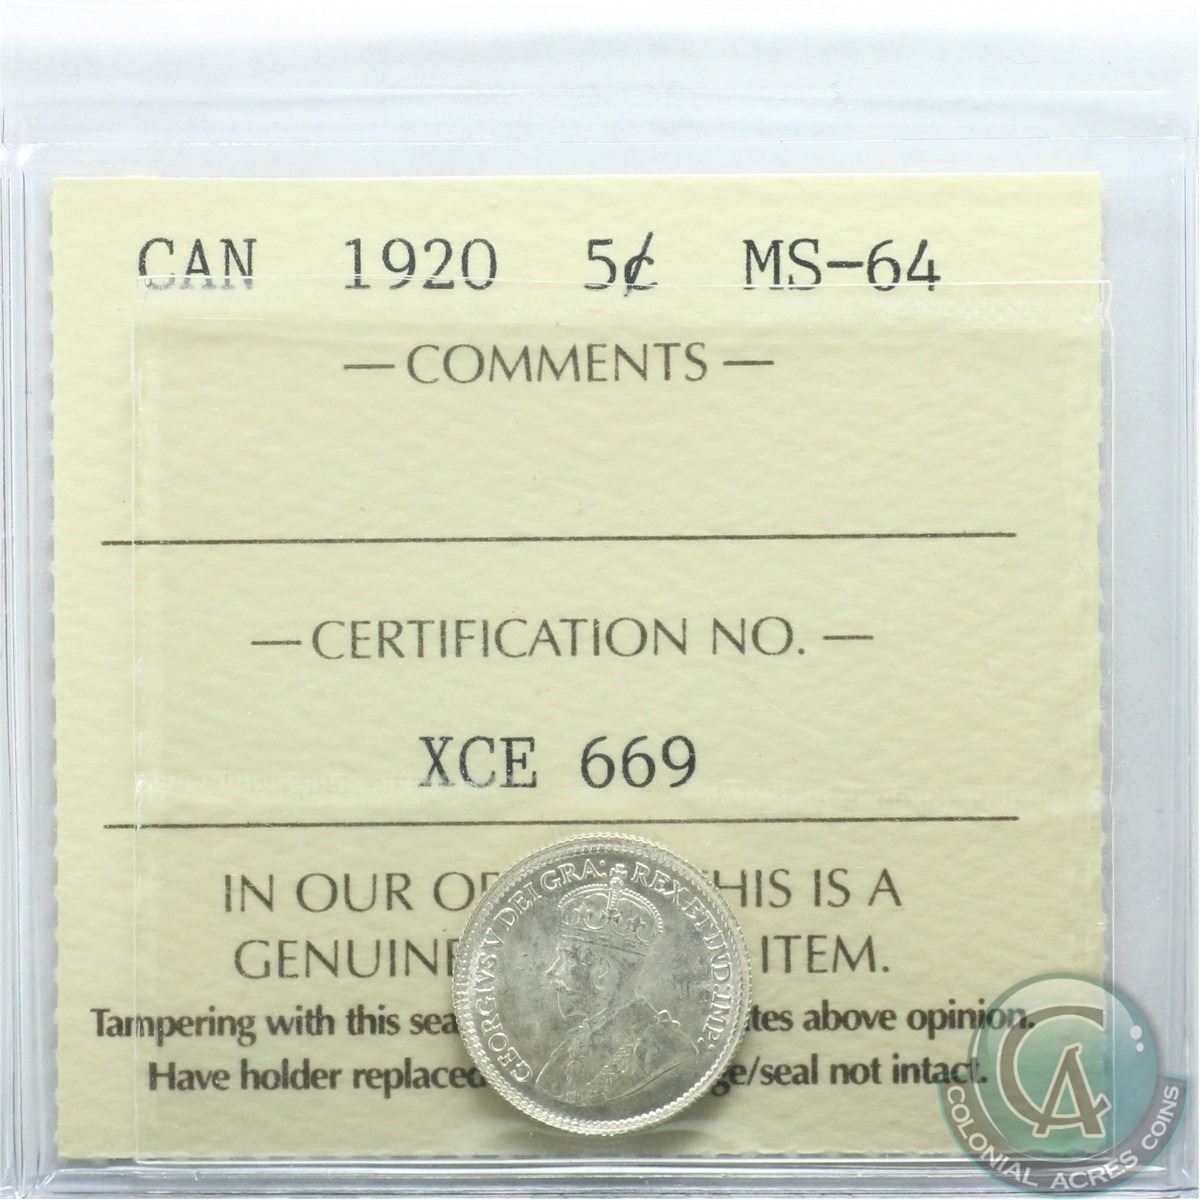 CAN 1920 5¢ MS-64
— COMMENTS —
— CERTIFICATION NO. —
XCE 669
IN OUR OP HIS IS A
GENUINE ITEM.
Tampering with this sea tes above opinion.
Have holder replaced ge/seal not intact.
GEORGIVS V DEI GRA: REX ET IND: IMP:
CA
COLONIAL ACRES COINS